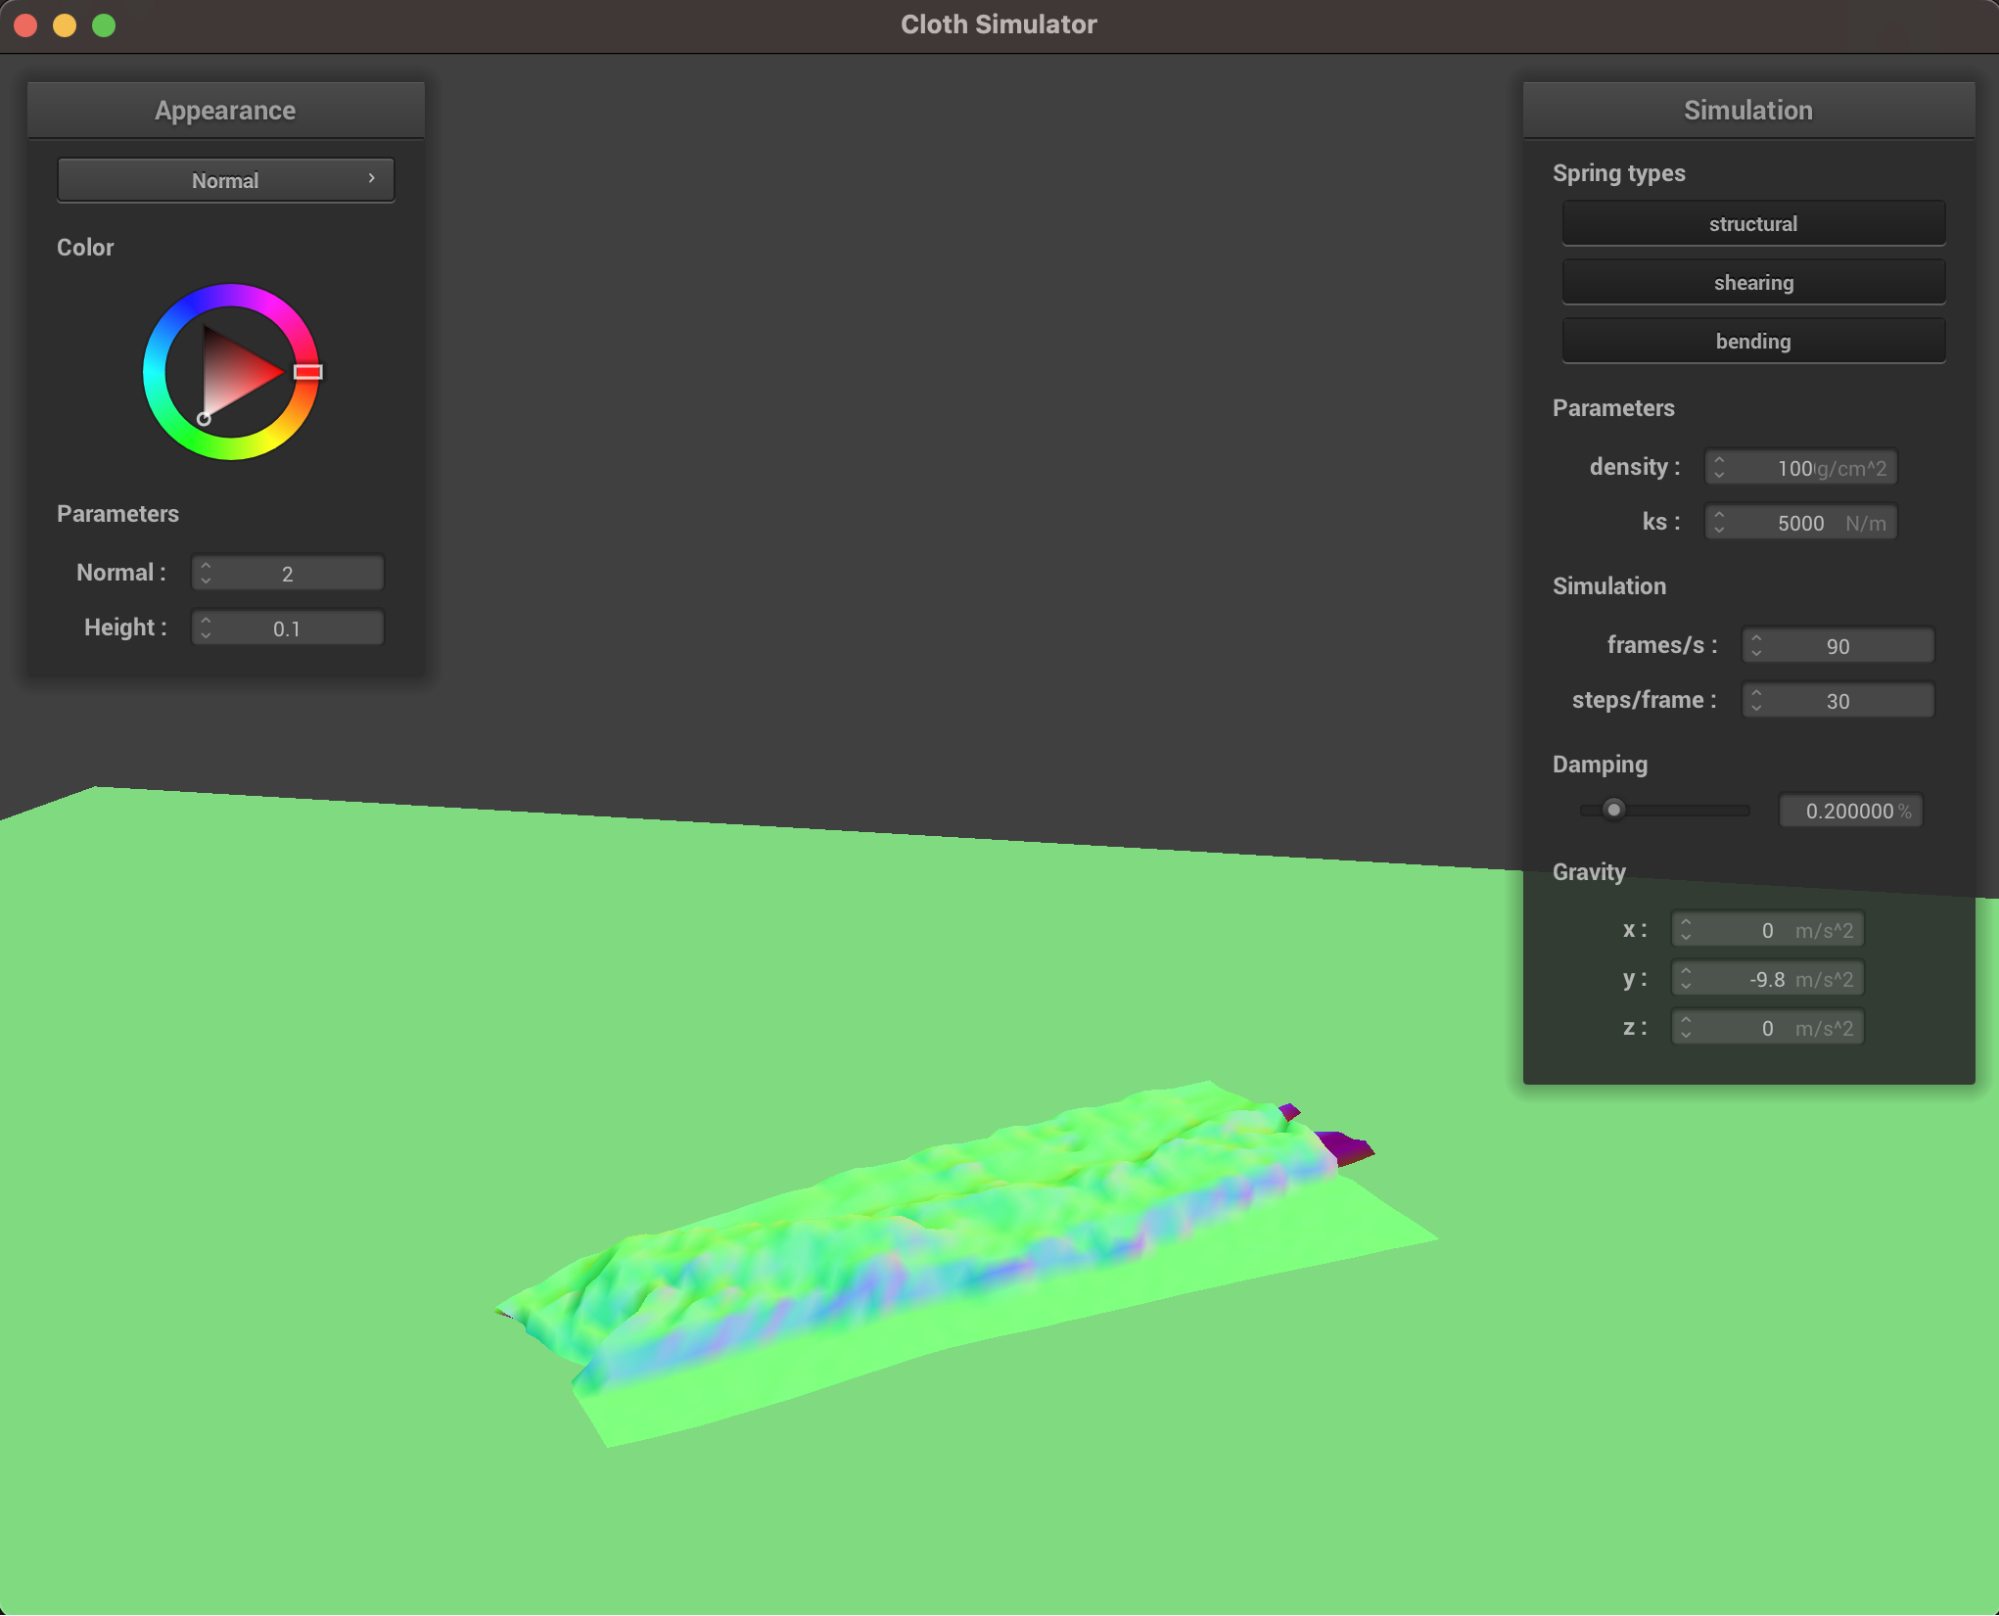 Cloth Simulator
Appearance
Normal
Color
Parameters
Normal : 2
Height : 0.1
Simulation
Spring types
structural
shearing
bending
Parameters
density : 100 g/cm^2
ks : 5000 N/m
Simulation
frames/s : 90
steps/frame : 30
Damping
0.200000 %
Gravity
x : 0 m/s^2
y : -9.8 m/s^2
z : 0 m/s^2